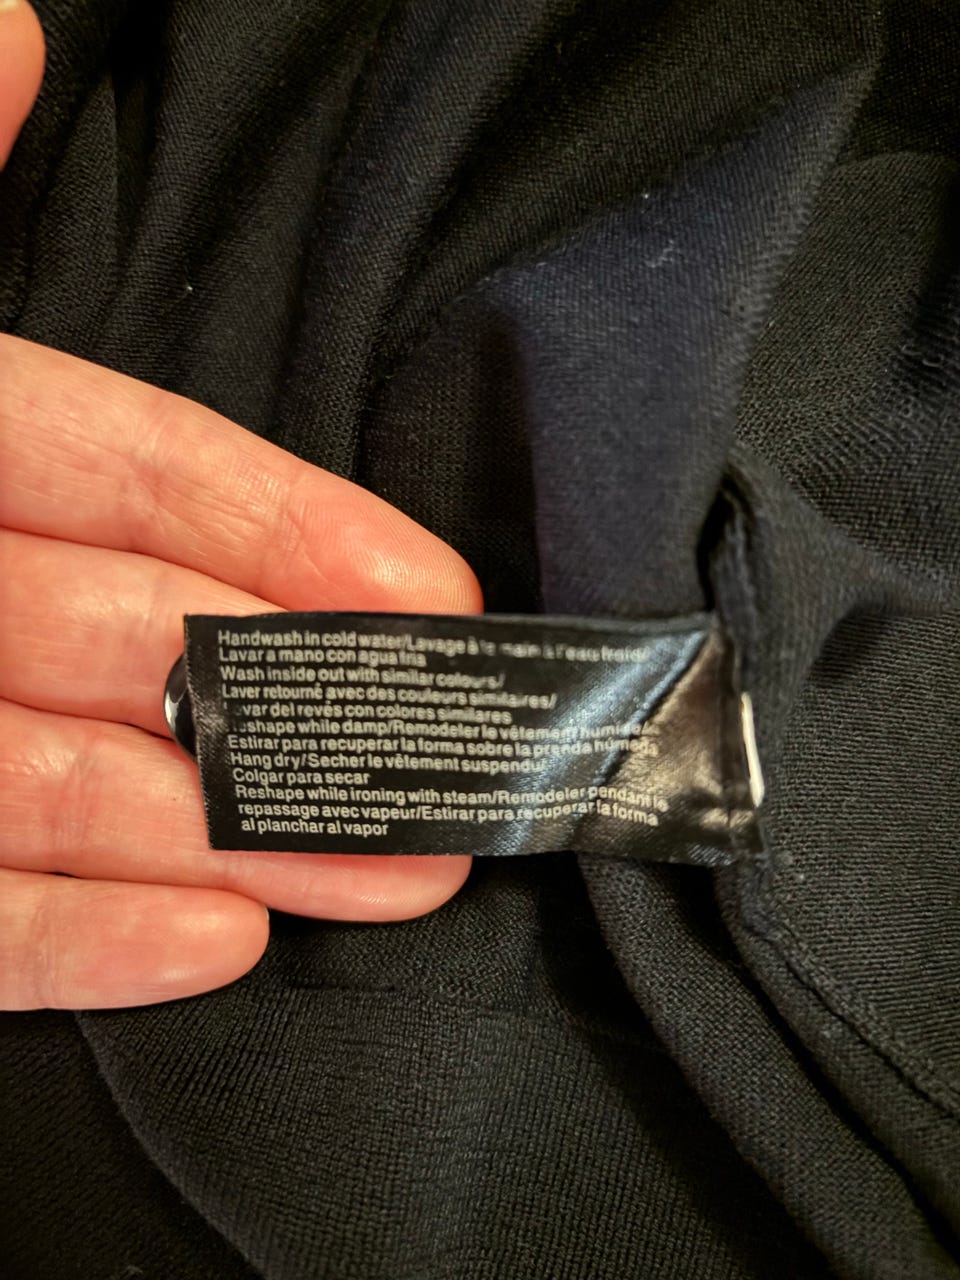 Handwash in cold water/Lavage à la main à l'eau froide/
Lavar a mano con agua fria
Wash inside out with similar colours/
Laver retourné avec des couleurs similaires/
var del revés con colores similares
shape while damp/Remodeler le vêtement humide
Estirar para recuperar la forma sobre la prenda húmeda
Hang dry/Secher le vêtement suspendu/
Colgar para secar
Reshape while ironing with steam/Remodeler pendant le
repassage avec vapeur/Estirar para recuperar la forma
al planchar al vapor